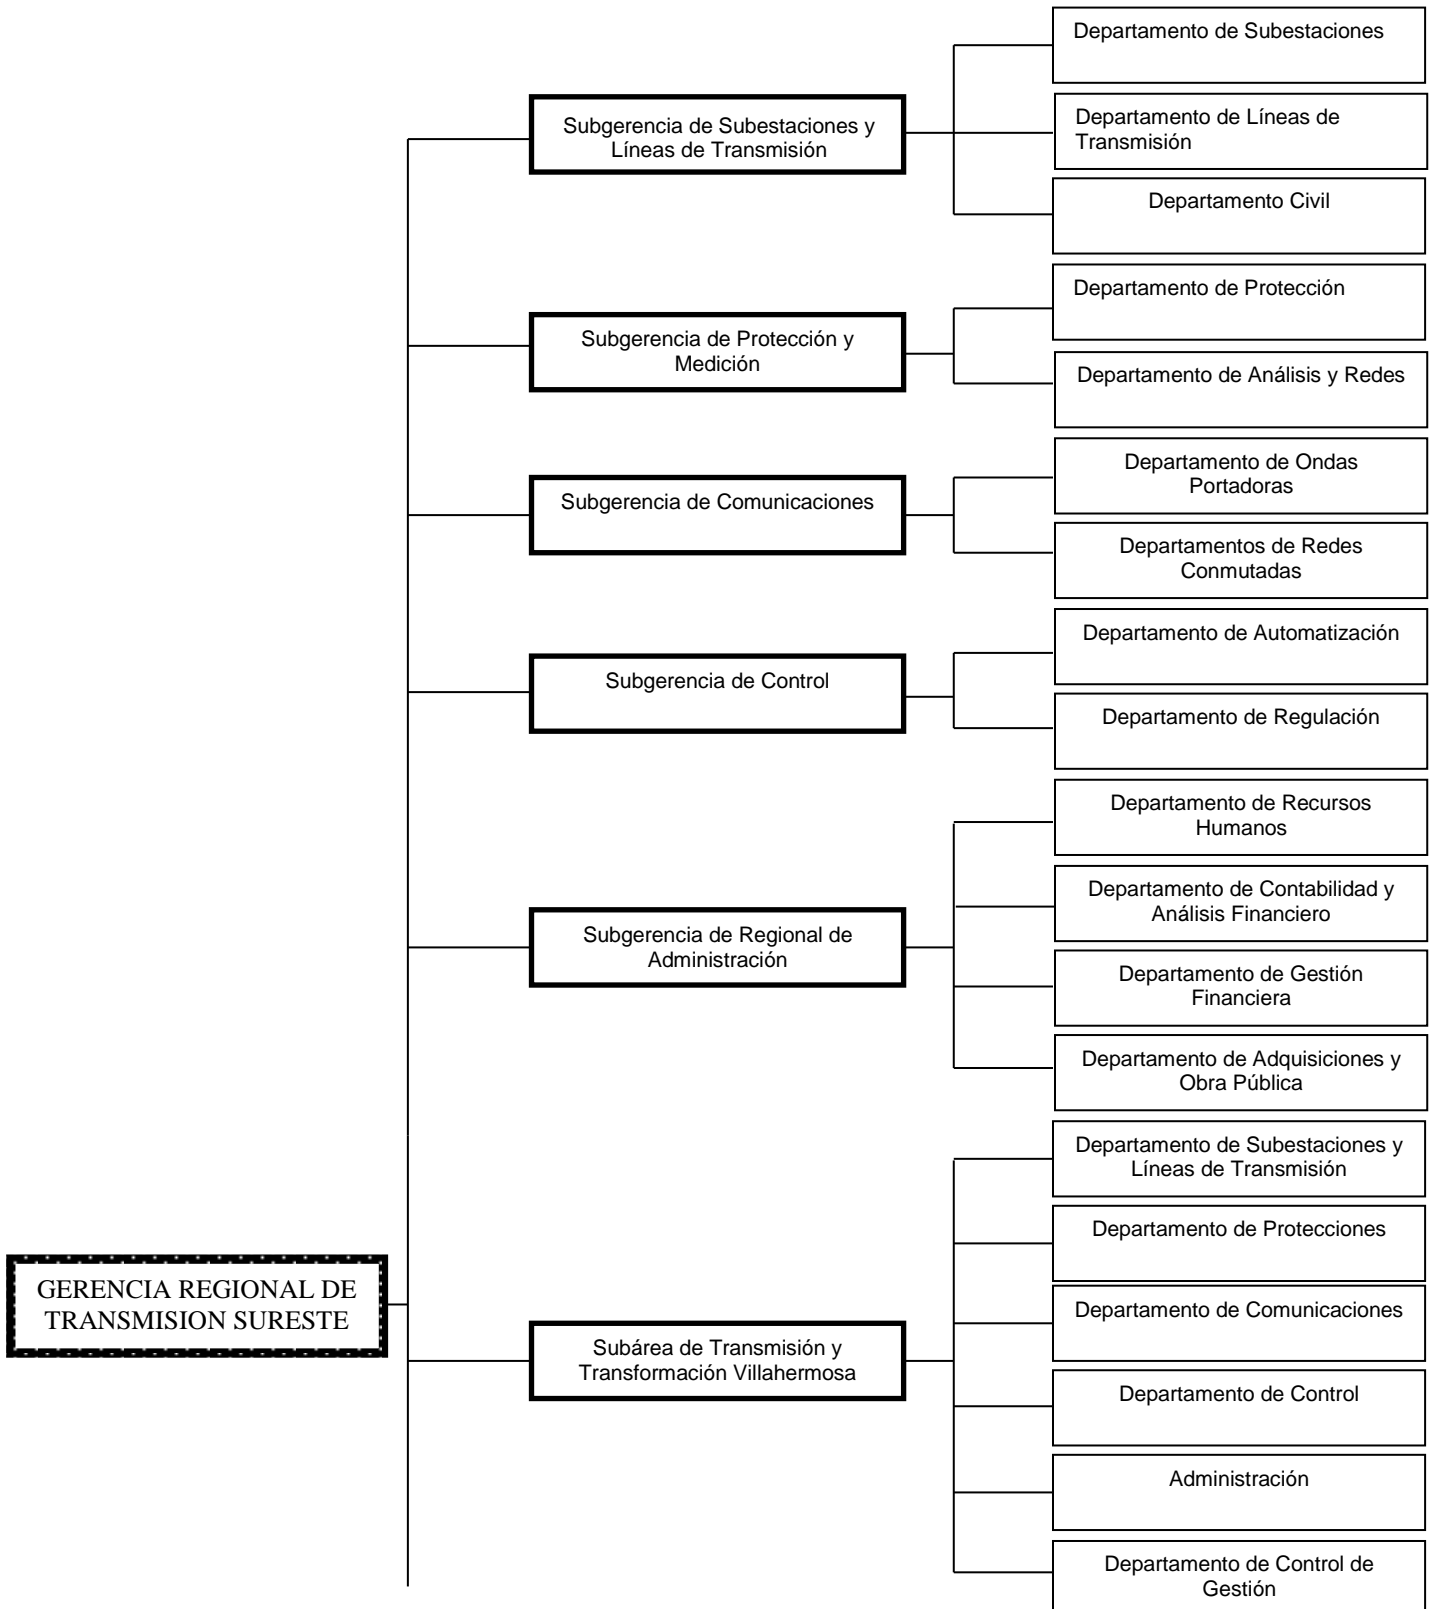 Departamento de Subestaciones
Subgerencia de Subestaciones y
Líneas de Transmisión
Departamento de Líneas de
Transmisión
Departamento Civil
Departamento de Protección
Subgerencia de Protección y
Medición
Departamento de Análisis y Redes
Departamento de Ondas
Portadoras
Subgerencia de Comunicaciones
Departamentos de Redes
Conmutadas
Departamento de Automatización
Subgerencia de Control
Departamento de Regulación
Departamento de Recursos
Humanos
Departamento de Contabilidad y
Análisis Financiero
Subgerencia de Regional de
Administración
Departamento de Gestión
Financiera
Departamento de Adquisiciones y
Obra Pública
Departamento de Subestaciones y
Líneas de Transmisión
Departamento de Protecciones
GERENCIA REGIONAL DE
TRANSMISION SURESTE
Departamento de Comunicaciones
Subárea de Transmisión y
Transformación Villahermosa
Departamento de Control
Administración
Departamento de Control de
Gestión